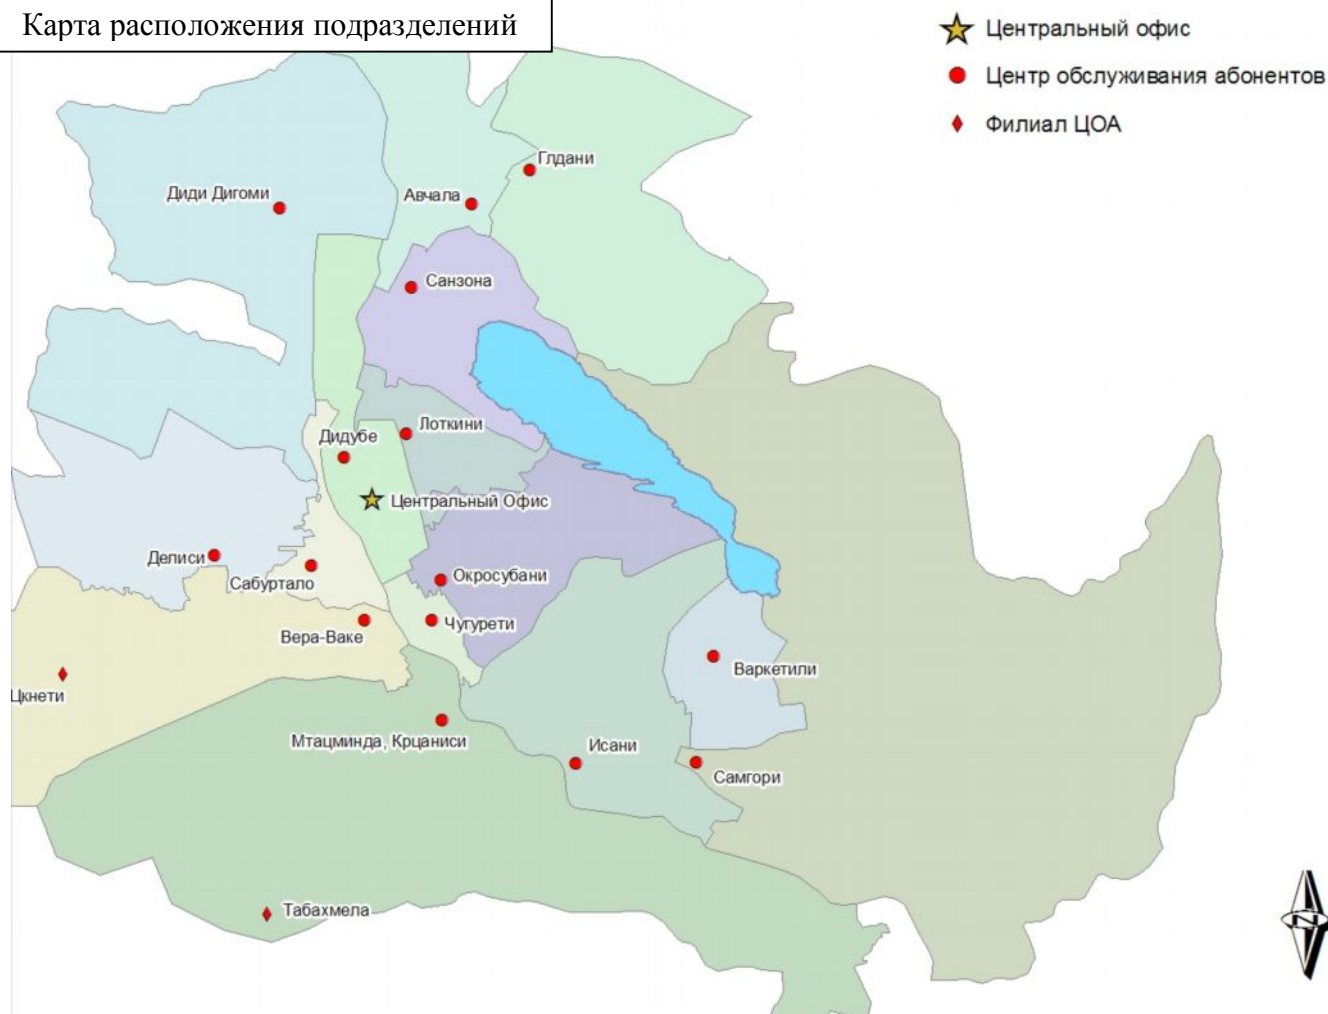 Карта расположения подразделений
Центральный офис
Центр обслуживания абонентов
Филиал ЦОА
Глдани
Диди Дигоми
Авчала
Санзона
Лоткини
Дидубе
Центральный Офис
Делиси
Сабуртало
Окросубани
Чугурети
Вера-Ваке
Варкетили
Цкнети
Мтацминда, Крцаниси
Исани
Самгори
Табахмела
N